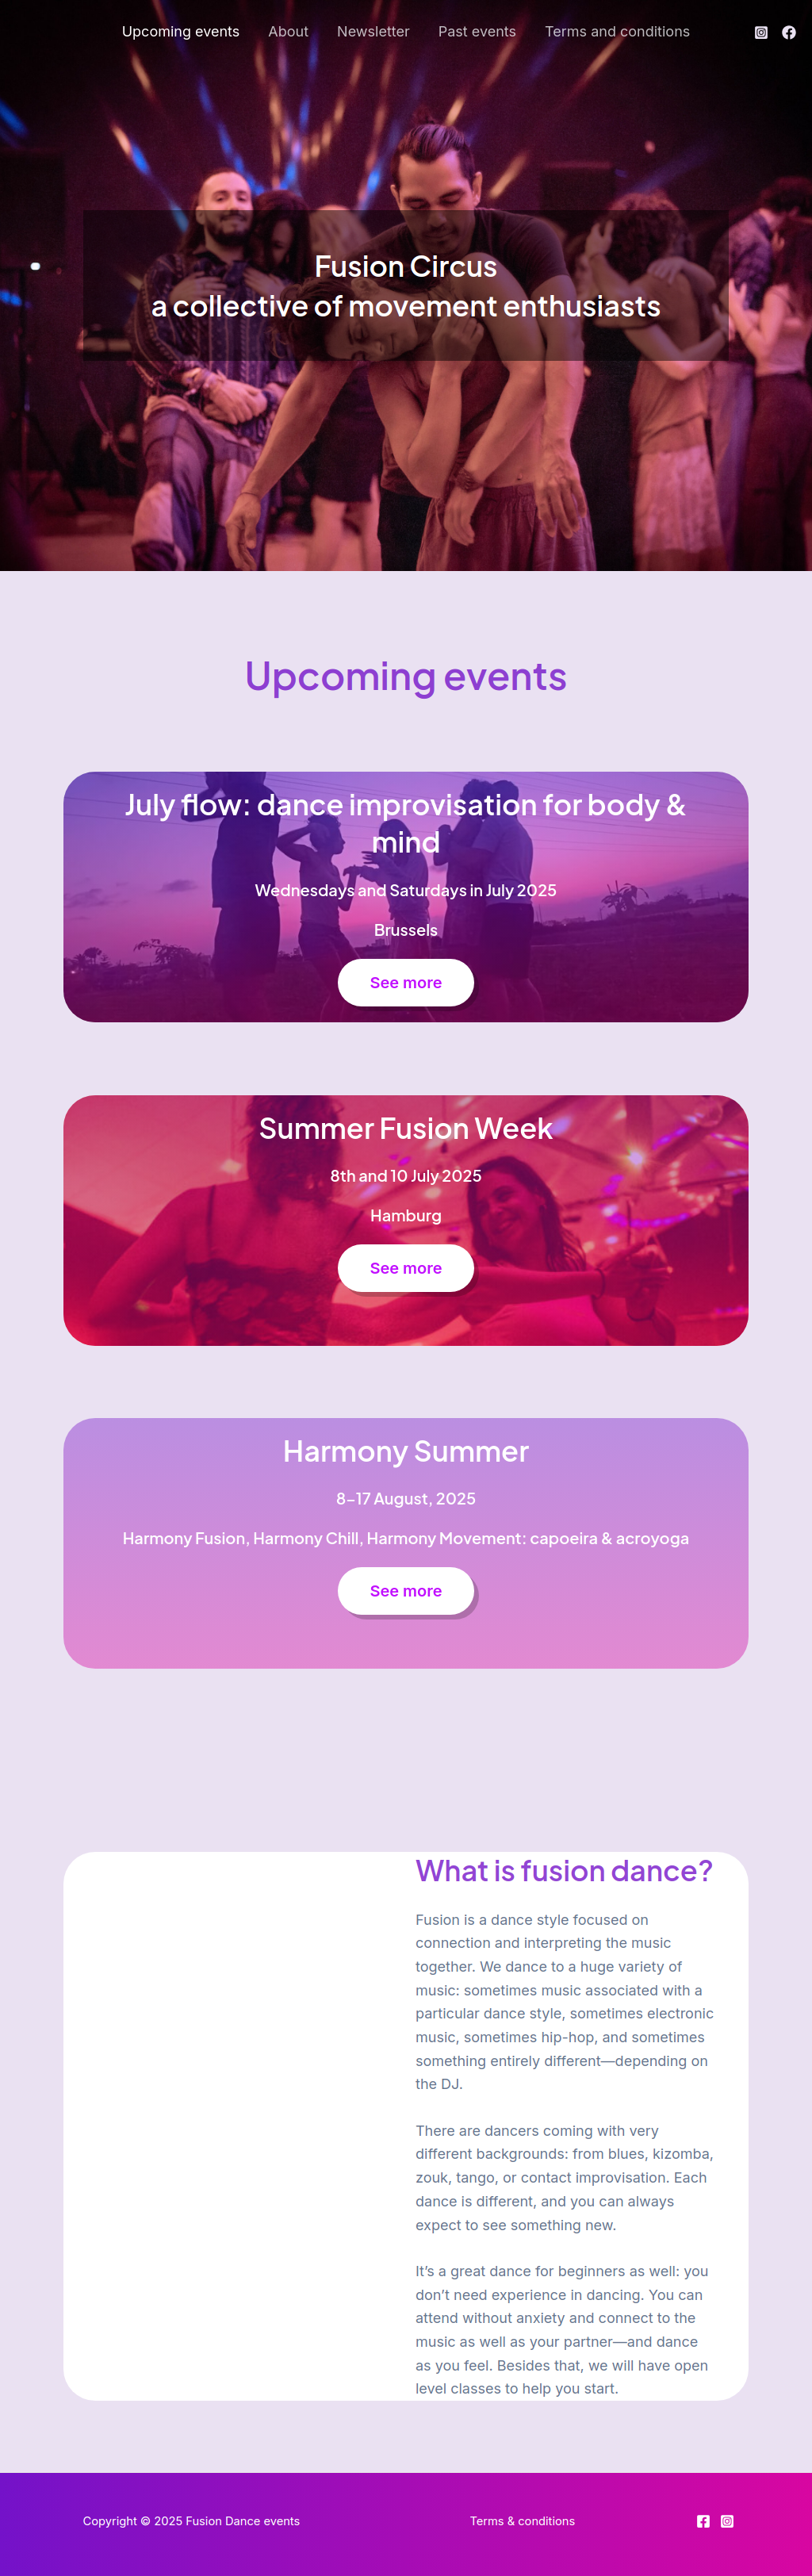 Upcoming events About Newsletter Past events Terms and conditions
Fusion Circus
a collective of movement enthusiasts
Upcoming events
July flow: dance improvisation for body &
mind
Wednesdays and Saturdays in July 2025
Brussels
See more
Summer Fusion Week
8th and 10 July 2025
Hamburg
See more
Harmony Summer
8–17 August, 2025
Harmony Fusion, Harmony Chill, Harmony Movement: capoeira & acroyoga
See more
What is fusion dance?
Fusion is a dance style focused on
connection and interpreting the music
together. We dance to a huge variety of
music: sometimes music associated with a
particular dance style, sometimes electronic
music, sometimes hip-hop, and sometimes
something entirely different—depending on
the DJ.
There are dancers coming with very
different backgrounds: from blues, kizomba,
zouk, tango, or contact improvisation. Each
dance is different, and you can always
expect to see something new.
It’s a great dance for beginners as well: you
don’t need experience in dancing. You can
attend without anxiety and connect to the
music as well as your partner—and dance
as you feel. Besides that, we will have open
level classes to help you start.
Copyright © 2025 Fusion Dance events
Terms & conditions